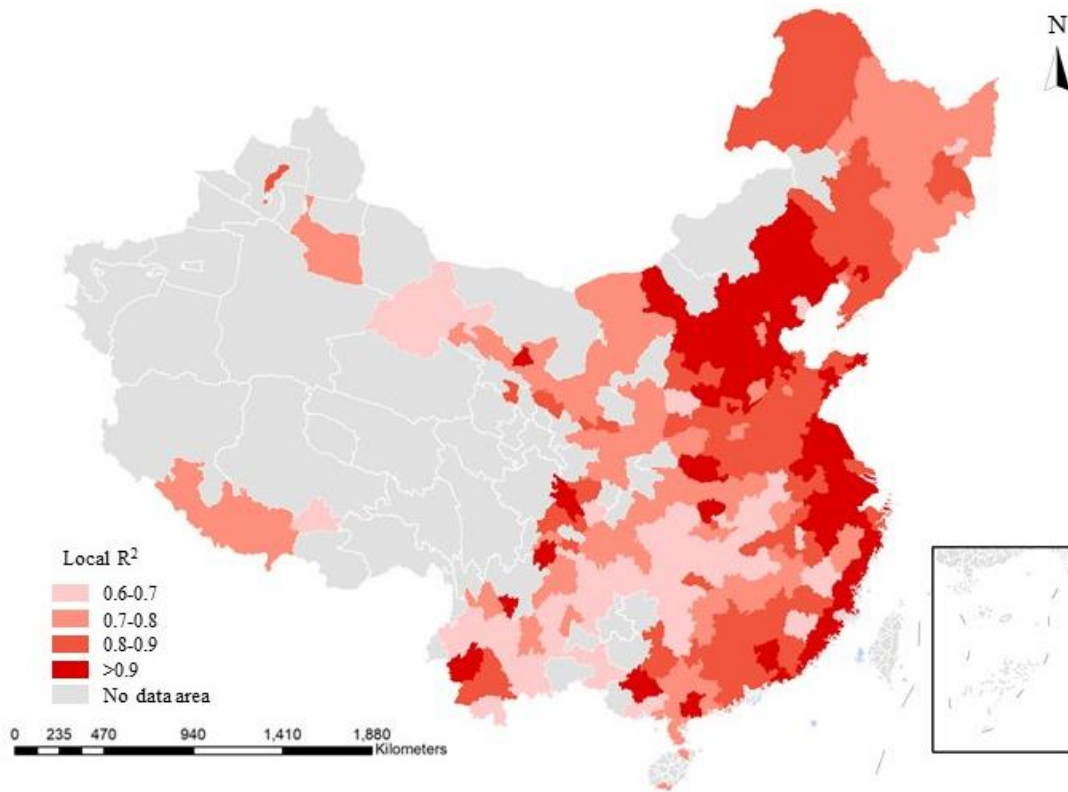 N
Local R²
0.6-0.7
0.7-0.8
0.8-0.9
>0.9
No data area
0 235 470 940 1,410 1,880
Kilometers